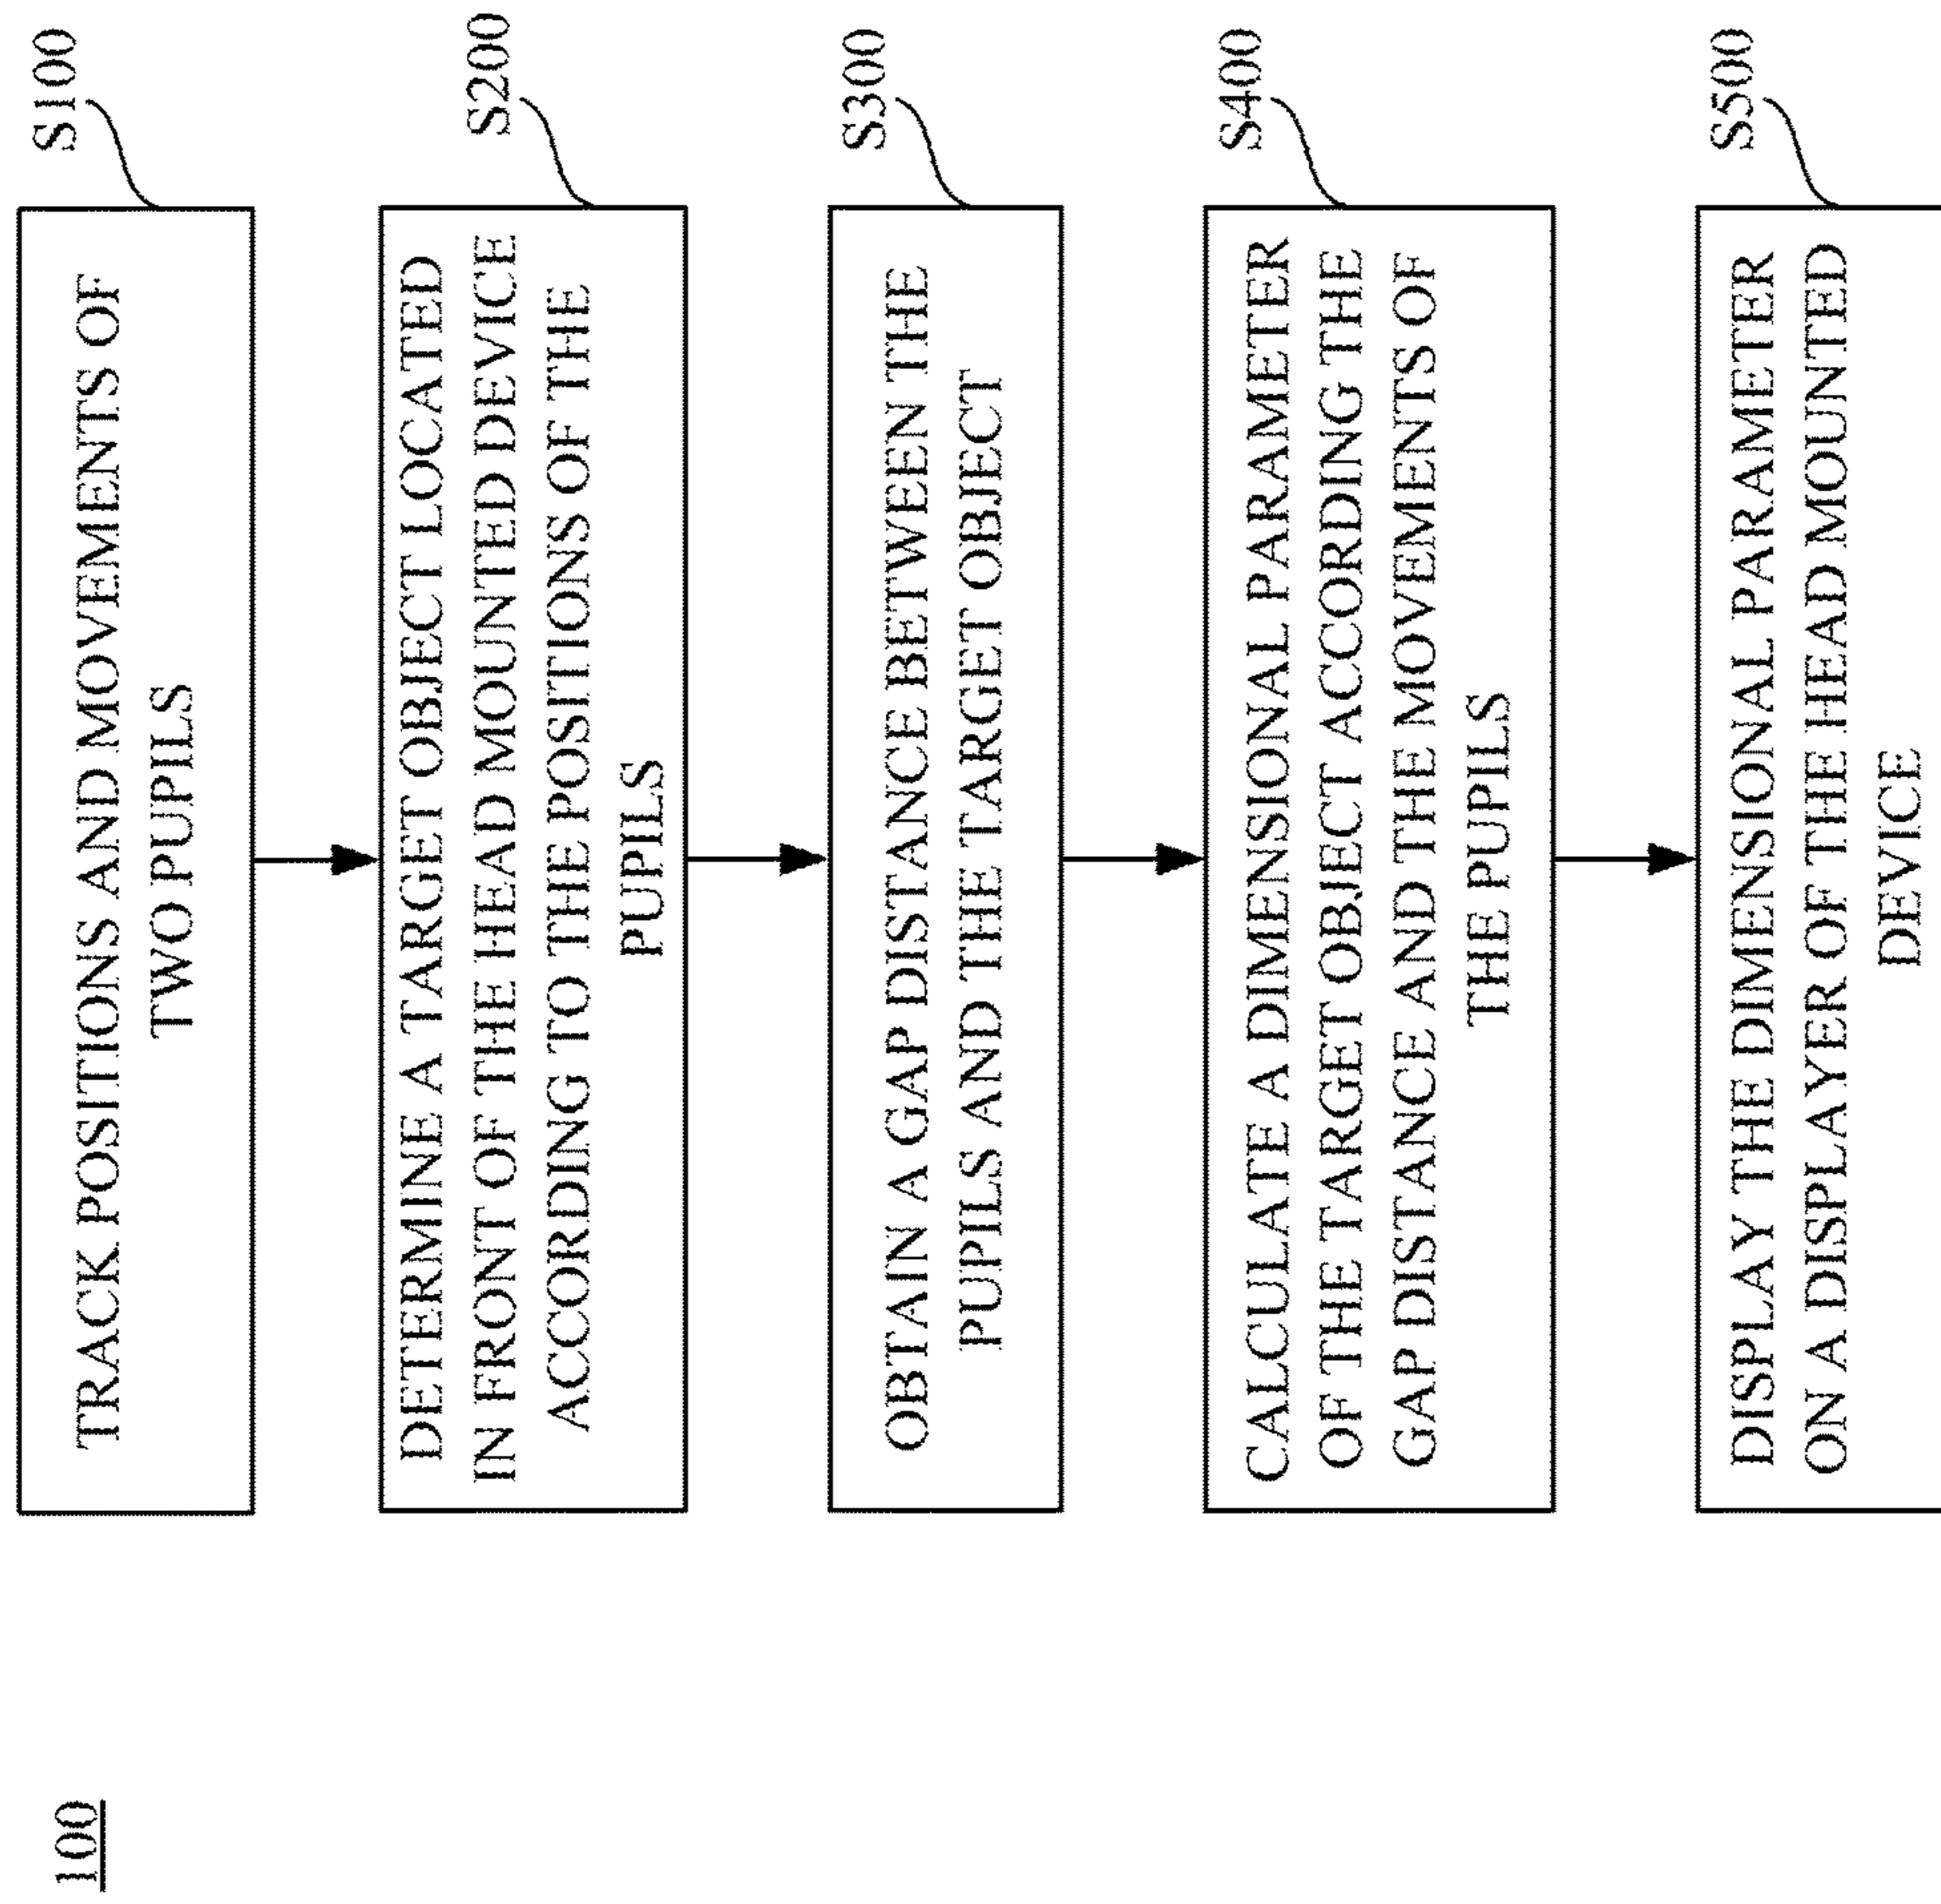 100
S100
TRACK POSITIONS AND MOVEMENTS OF
TWO PUPILS
S200
DETERMINE A TARGET OBJECT LOCATED
IN FRONT OF THE HEAD MOUNTED DEVICE
ACCORDING TO THE POSITIONS OF THE
PUPILS
S300
OBTAIN A GAP DISTANCE BETWEEN THE
PUPILS AND THE TARGET OBJECT
S400
CALCULATE A DIMENSIONAL PARAMETER
OF THE TARGET OBJECT ACCORDING THE
GAP DISTANCE AND THE MOVEMENTS OF
THE PUPILS
S500
DISPLAY THE DIMENSIONAL PARAMETER
ON A DISPLAYER OF THE HEAD MOUNTED
DEVICE